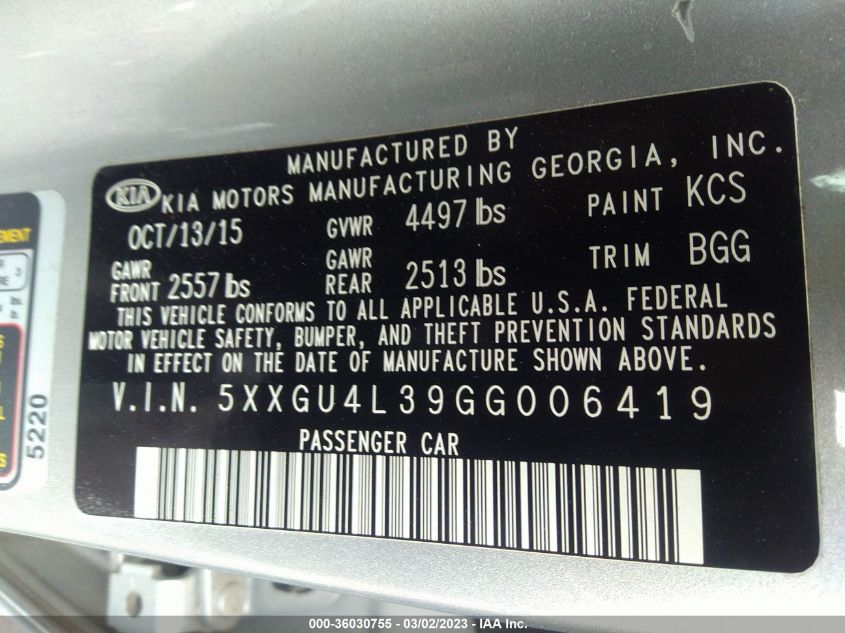 MANUFACTURED BY
KIA KIA MOTORS MANUFACTURING GEORGIA, INC.
OCT/13/15 GVWR 4497 lbs PAINT KCS
GAWR FRONT 2557 lbs GAWR REAR 2513 lbs TRIM BGG
THIS VEHICLE CONFORMS TO ALL APPLICABLE U.S.A. FEDERAL
MOTOR VEHICLE SAFETY, BUMPER, AND THEFT PREVENTION STANDARDS
IN EFFECT ON THE DATE OF MANUFACTURE SHOWN ABOVE.
V.I.N. 5XXGU4L39GG006419
PASSENGER CAR
5220
000-36030755 - 03/02/2023 - IAA Inc.